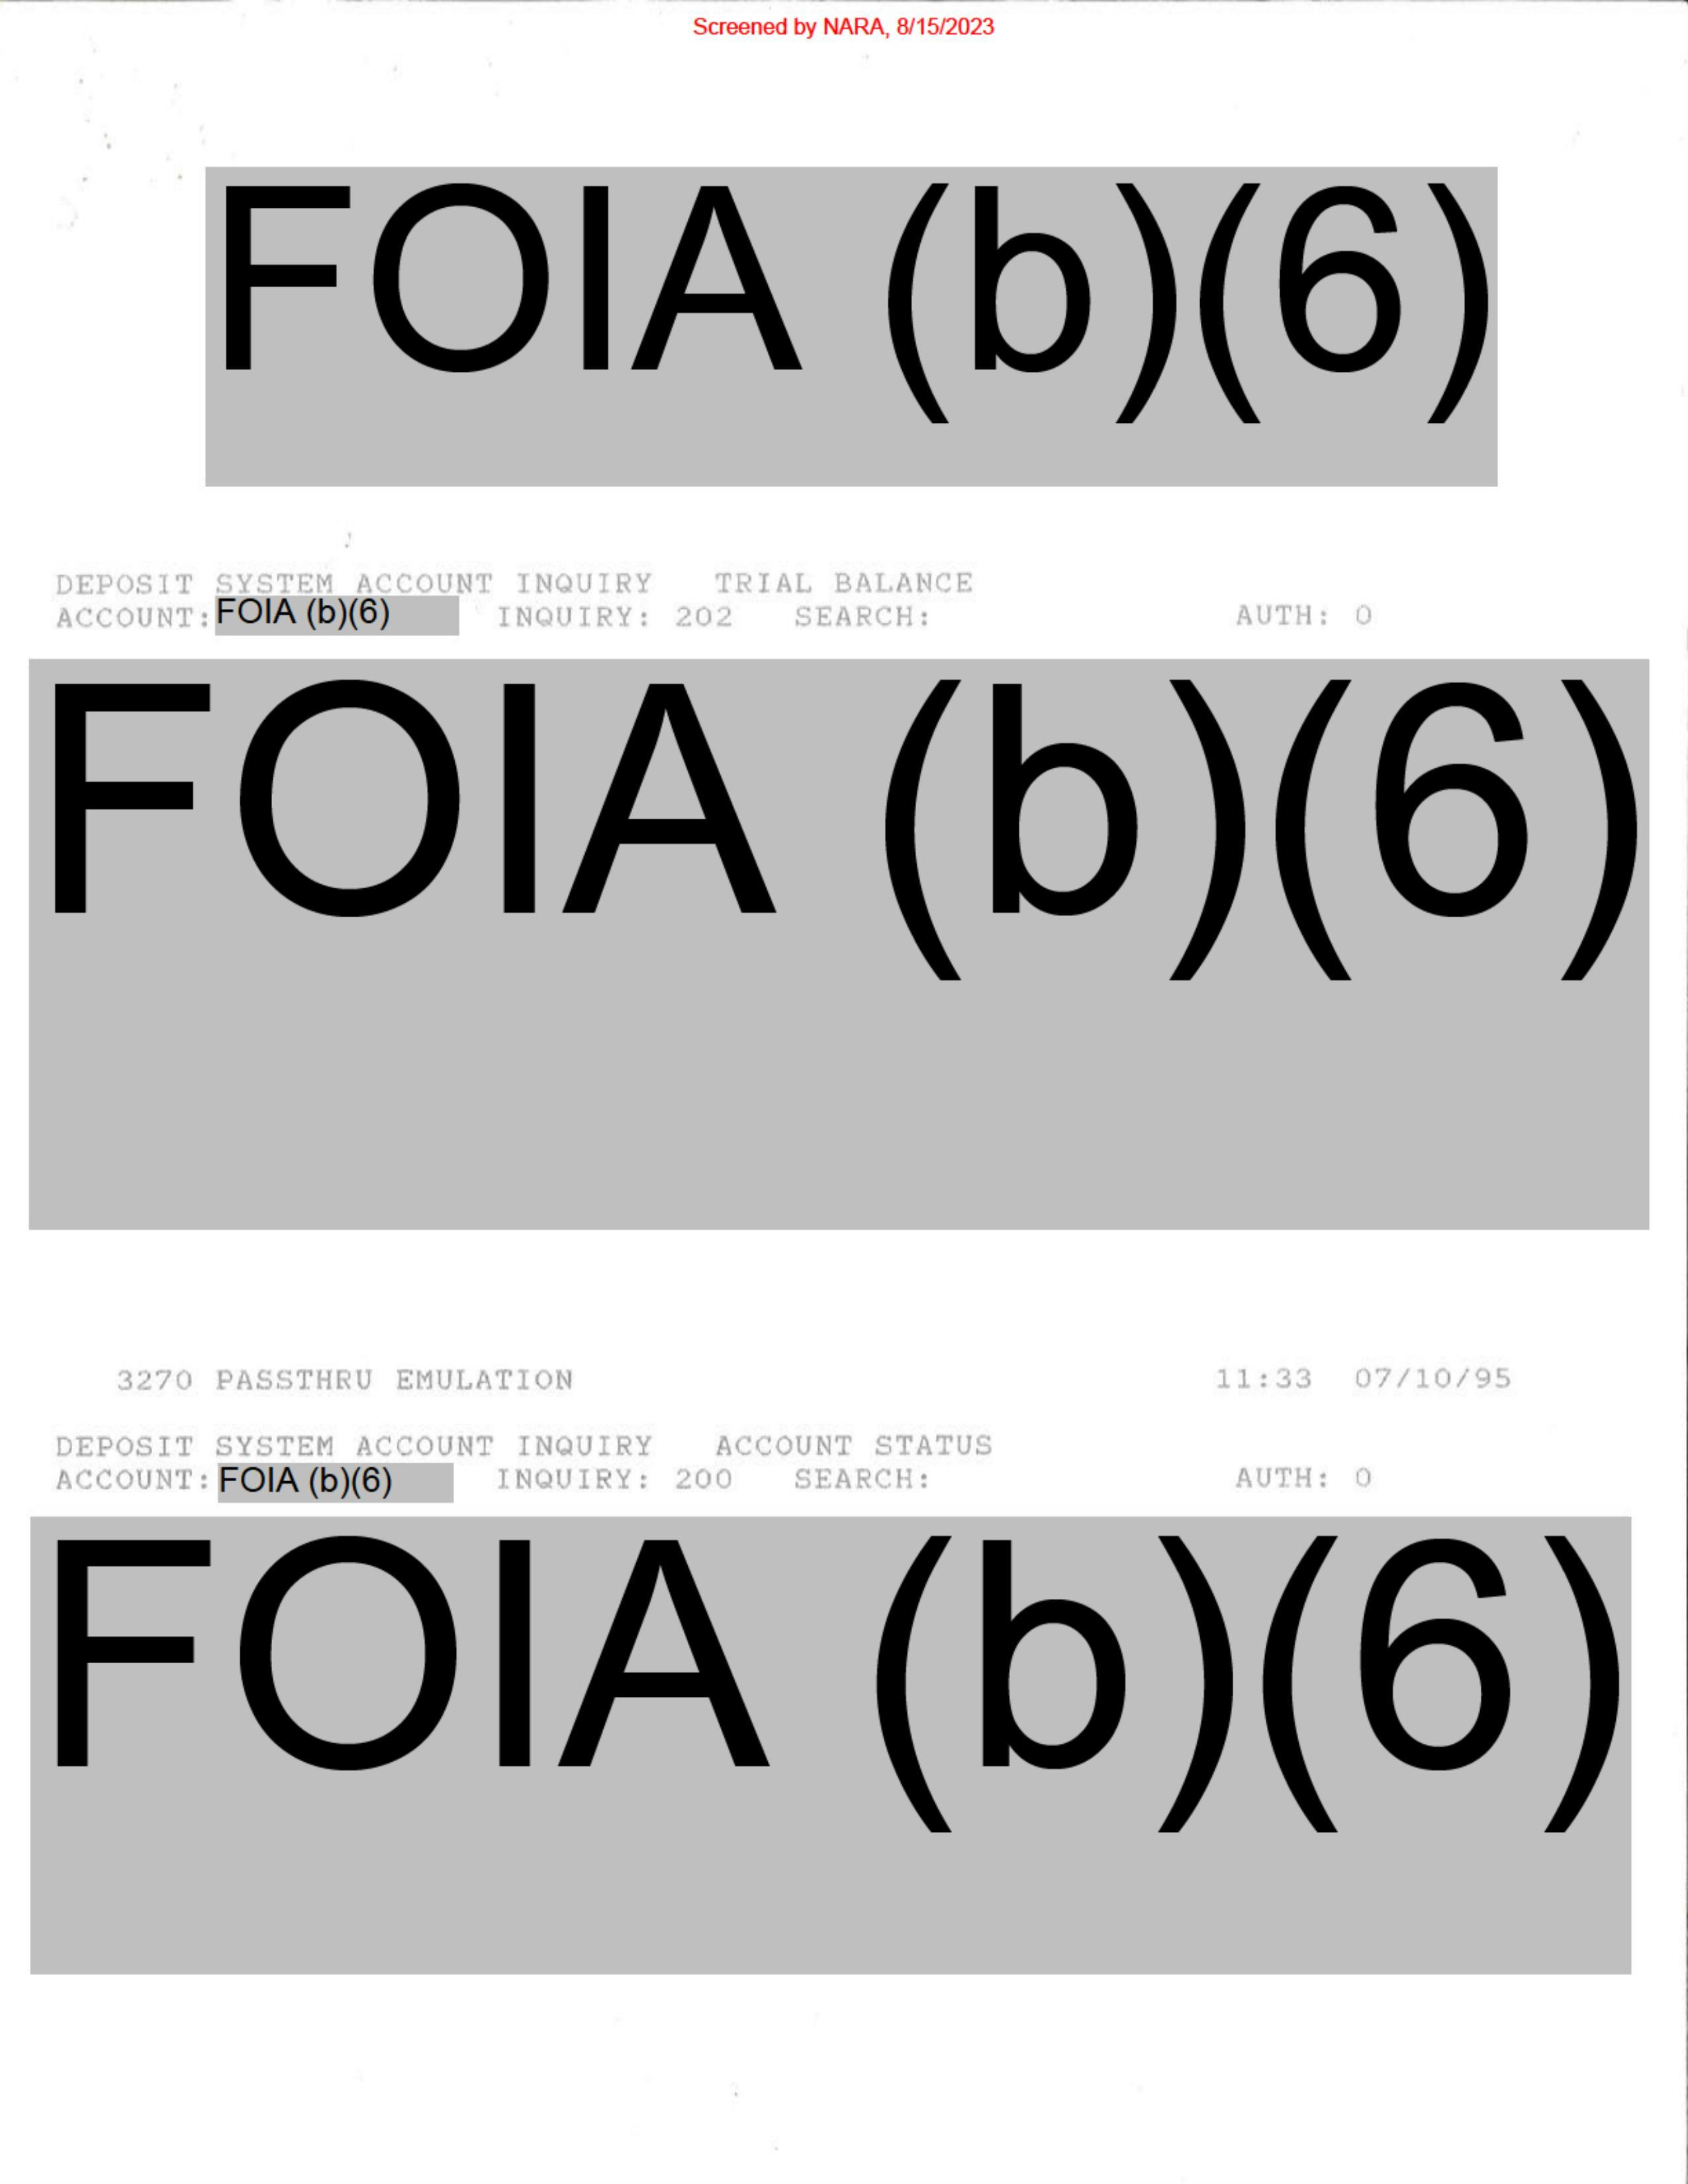 Screened by NARA, 8/15/2023
FOIA (b)(6)
DEPOSIT SYSTEM ACCOUNT INQUIRY TRIAL BALANCE
ACCOUNT: FOIA (b)(6) INQUIRY: 202 SEARCH: AUTH: 0
FOIA (b)(6)
3270 PASSTHRU EMULATION 11:33 07/10/95
DEPOSIT SYSTEM ACCOUNT INQUIRY ACCOUNT STATUS
ACCOUNT: FOIA (b)(6) INQUIRY: 200 SEARCH: AUTH: 0
FOIA (b)(6)